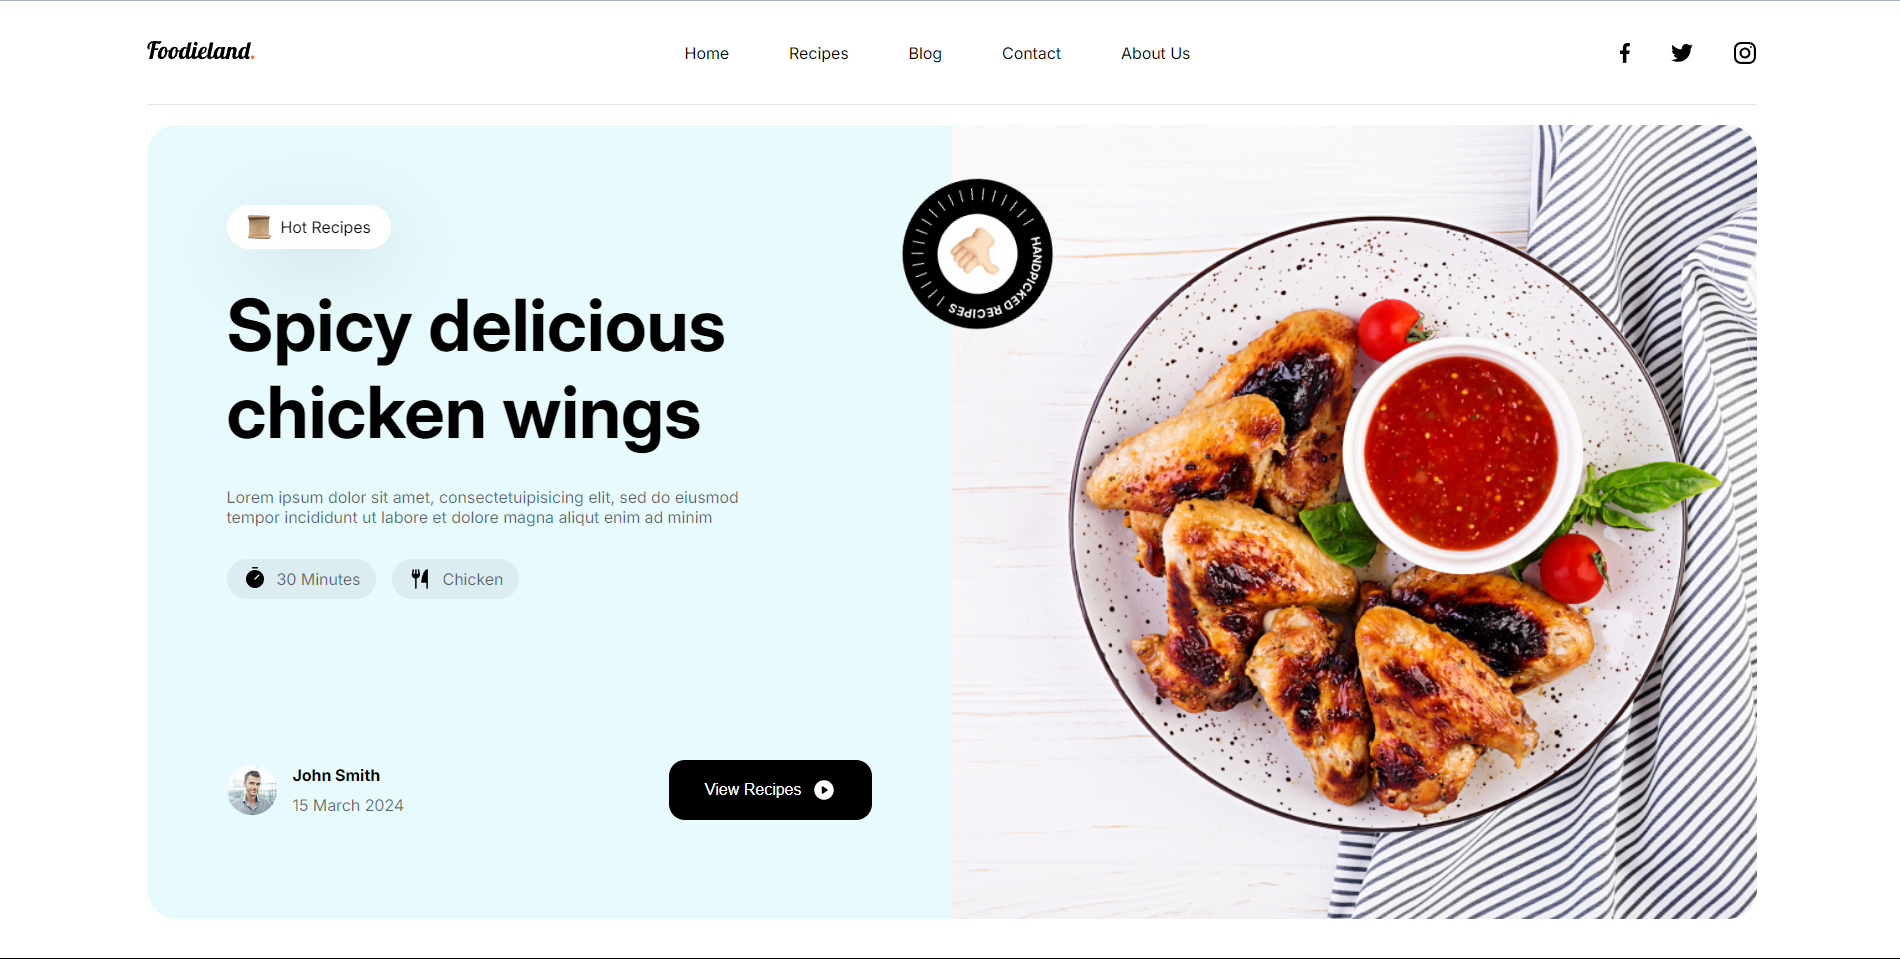 Foodieland.
Home
Recipes
Blog
Contact
About Us
Hot Recipes
HANDPICKED RECIPES
Spicy delicious
chicken wings
Lorem ipsum dolor sit amet, consectetuipisicing elit, sed do eiusmod
tempor incididunt ut labore et dolore magna aliqut enim ad minim
30 Minutes
Chicken
John Smith
15 March 2024
View Recipes